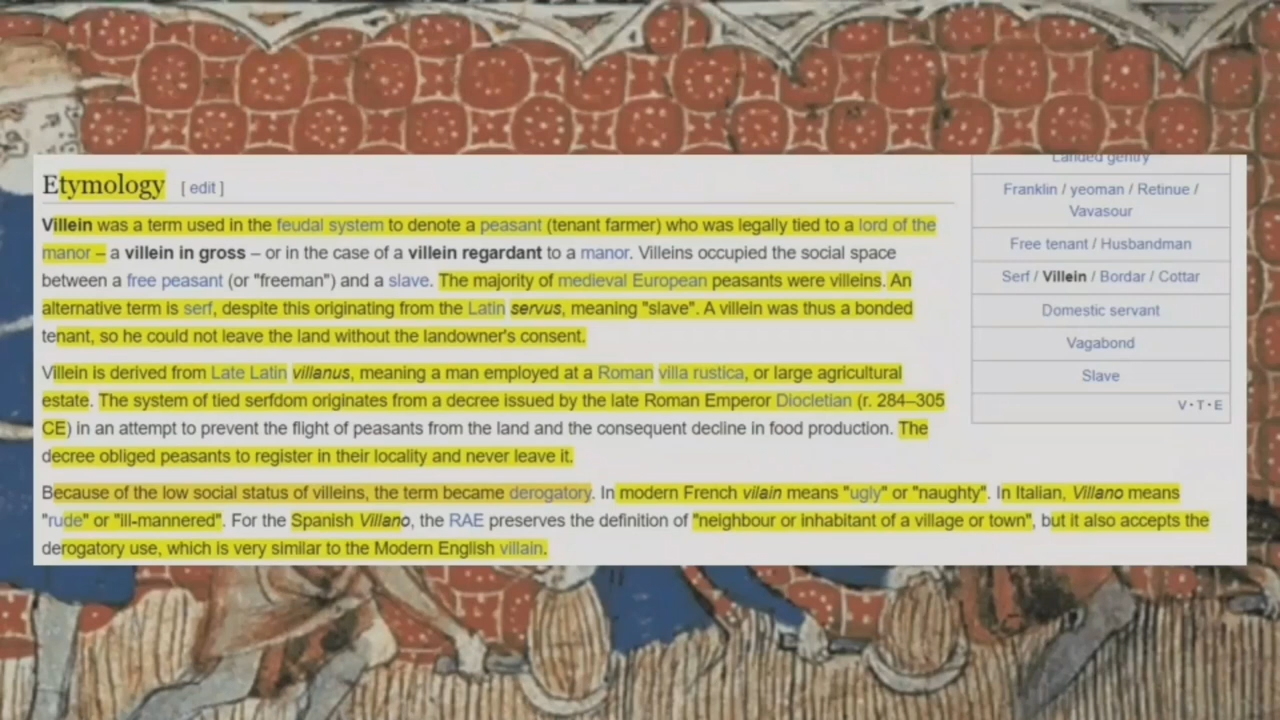 Etymology [ edit ]
Villein was a term used in the feudal system to denote a peasant (tenant farmer) who was legally tied to a lord of the
manor – a villein in gross – or in the case of a villein regardant to a manor. Villeins occupied the social space
between a free peasant (or "freeman") and a slave. The majority of medieval European peasants were villeins. An
alternative term is serf, despite this originating from the Latin servus, meaning "slave". A villein was thus a bonded
tenant, so he could not leave the land without the landowner's consent.
Villein is derived from Late Latin villanus, meaning a man employed at a Roman villa rustica, or large agricultural
estate. The system of tied serfdom originates from a decree issued by the late Roman Emperor Diocletian (r. 284–305
CE) in an attempt to prevent the flight of peasants from the land and the consequent decline in food production. The
decree obliged peasants to register in their locality and never leave it.
Because of the low social status of villeins, the term became derogatory. In modern French vilain means "ugly" or "naughty". In Italian, Villano means
"rude" or "ill-mannered". For the Spanish Villano, the RAE preserves the definition of "neighbour or inhabitant of a village or town", but it also accepts the
derogatory use, which is very similar to the Modern English villain.
Landed gentry
Franklin / yeoman / Retinue /
Vavasour
Free tenant / Husbandman
Serf / Villein / Bordar / Cottar
Domestic servant
Vagabond
Slave
V · T · E